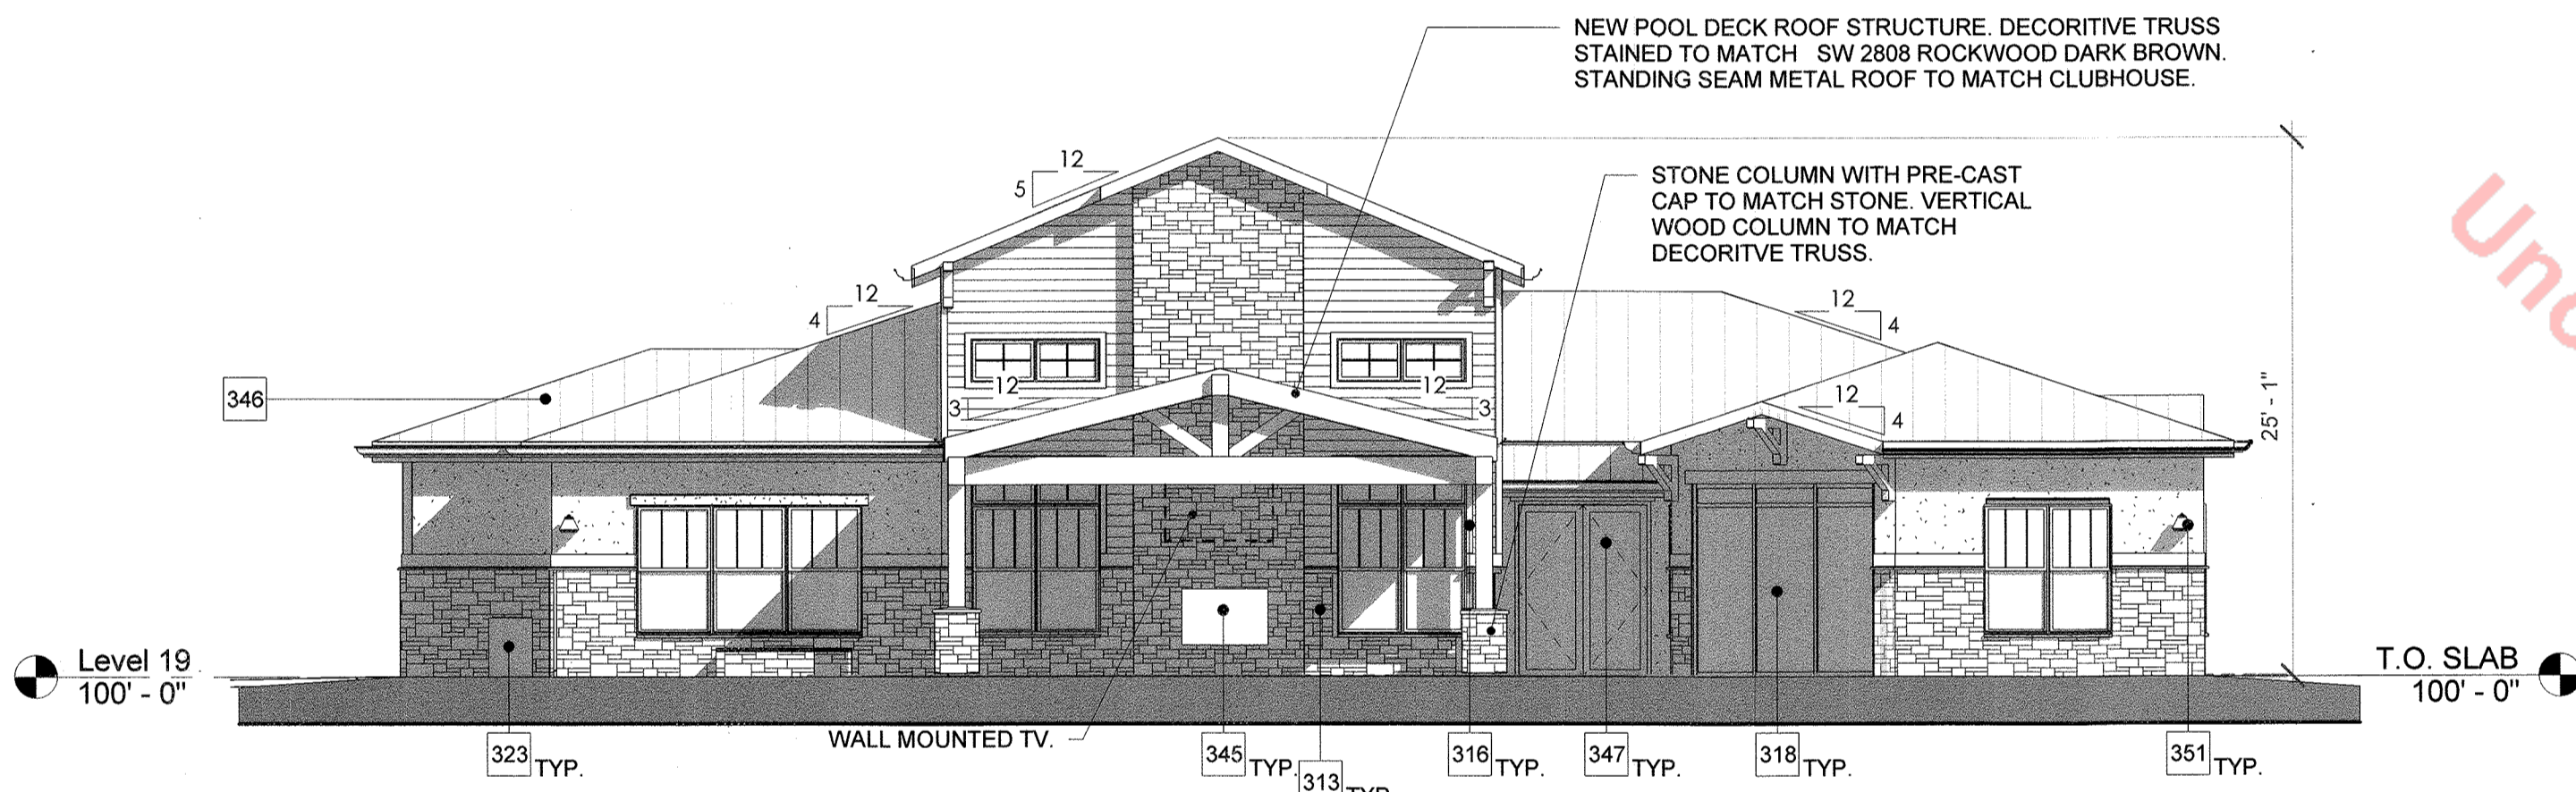 NEW POOL DECK ROOF STRUCTURE. DECORITIVE TRUSS
STAINED TO MATCH SW 2808 ROCKWOOD DARK BROWN.
STANDING SEAM METAL ROOF TO MATCH CLUBHOUSE.
STONE COLUMN WITH PRE-CAST
CAP TO MATCH STONE. VERTICAL
WOOD COLUMN TO MATCH
DECORITVE TRUSS.
12
5
12
4
12
4
12
3
12
3
12
4
346
25' - 1"
Level 19
100' - 0"
T.O. SLAB
100' - 0"
WALL MOUNTED TV.
323 TYP.
345 TYP.
313 TYP.
316 TYP.
347 TYP.
318 TYP.
351 TYP.